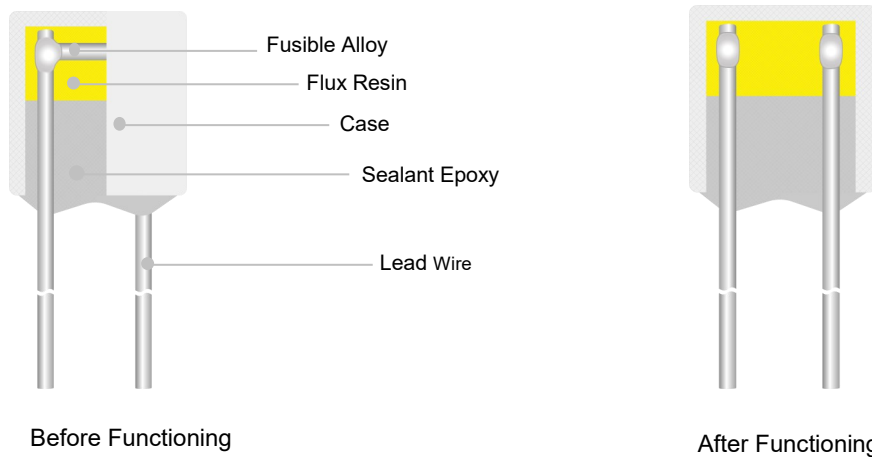 Fusible Alloy
Flux Resin
Case
Sealant Epoxy
Lead Wire
Before Functioning
After Functioning